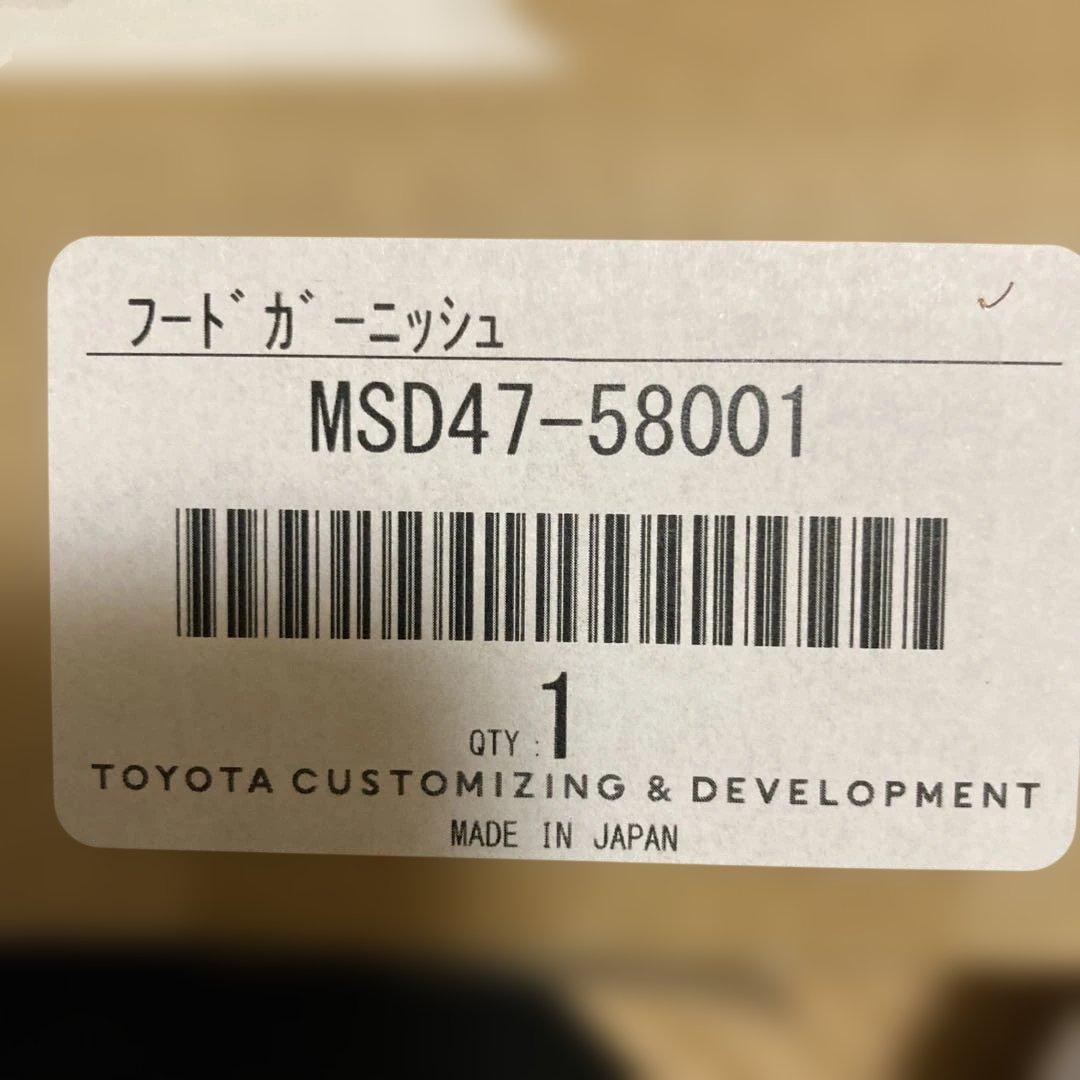 フード ガーニッシュ
MSD47-58001
QTY : 1
TOYOTA CUSTOMIZING & DEVELOPMENT
MADE IN JAPAN